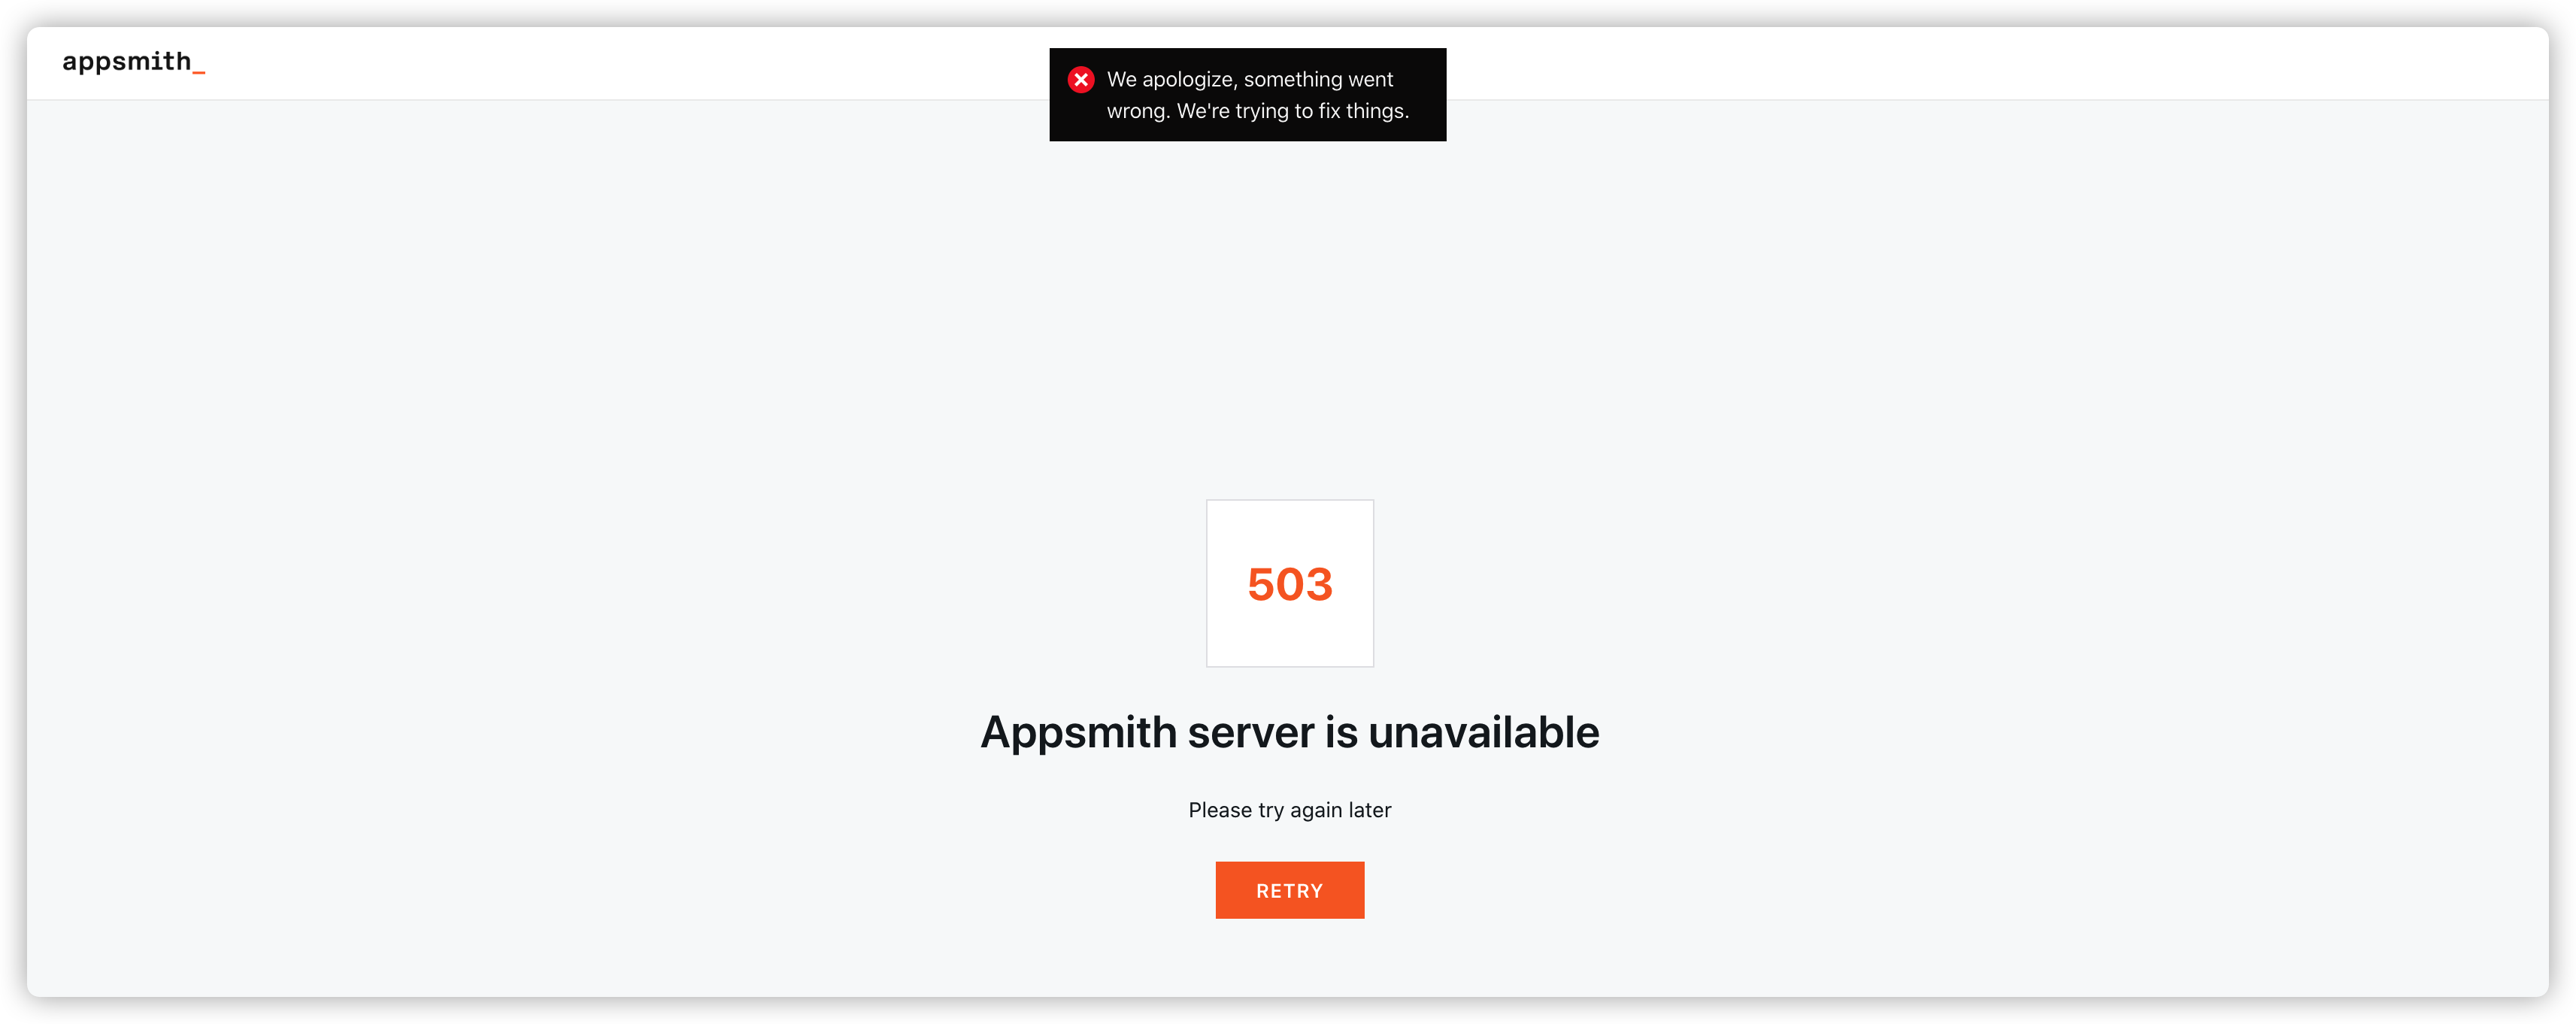 appsmith_
We apologize, something went
wrong. We're trying to fix things.
503
Appsmith server is unavailable
Please try again later
RETRY